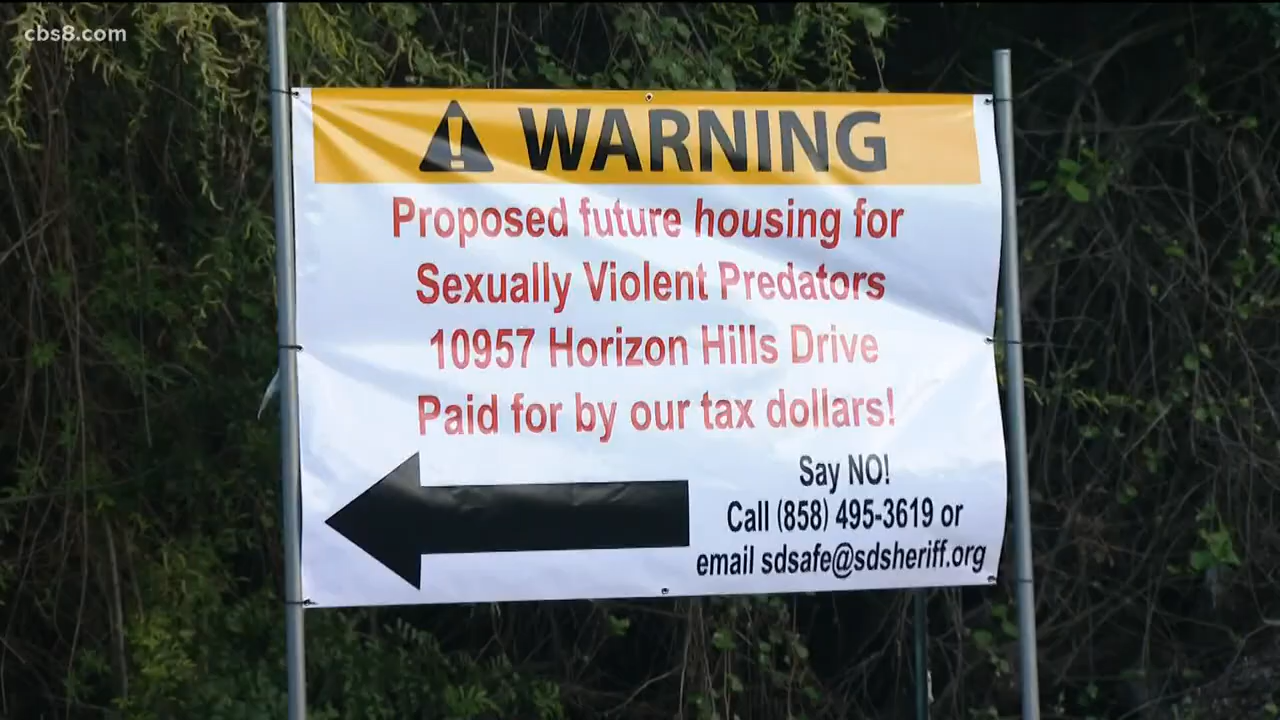 cbs8.com
WARNING
Proposed future housing for
Sexually Violent Predators
10957 Horizon Hills Drive
Paid for by our tax dollars!
Say NO!
Call (858) 495-3619 or
email sdsafe@sdsheriff.org